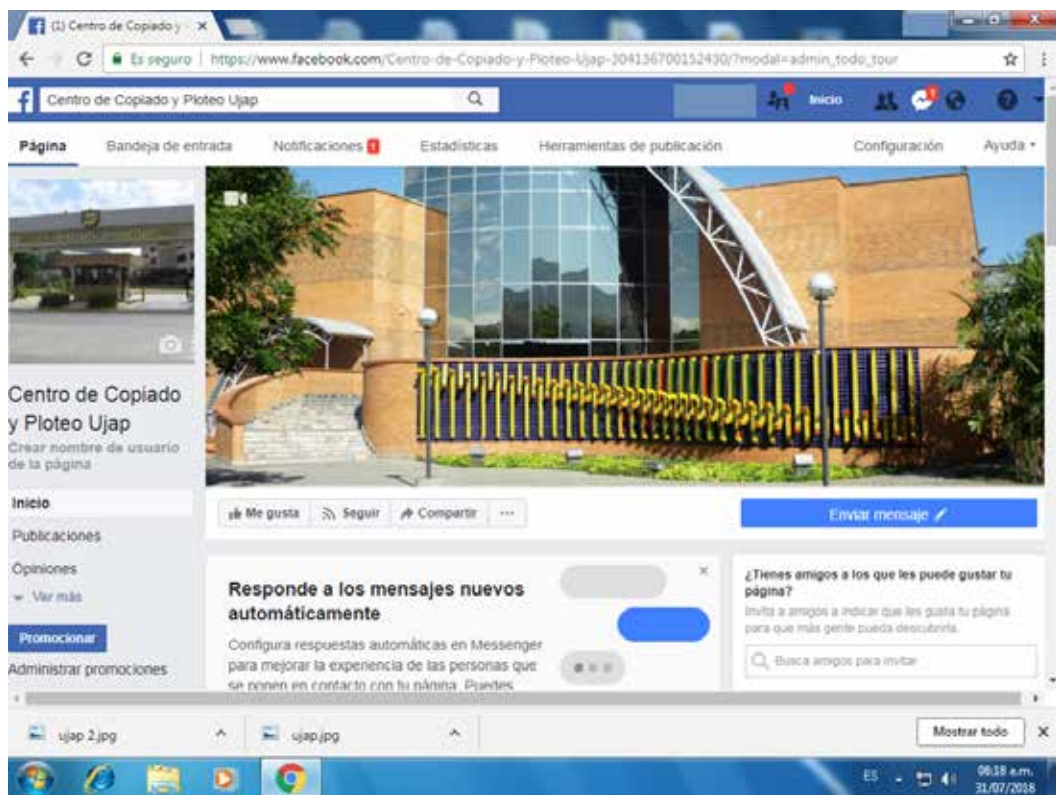 (1) Centro de Copiado y
Es seguro
https://www.facebook.com/Centro-de-Copiado-y-Ploteo-Ujap-304136700152430/?modal=admin_todo_tour
Centro de Copiado y Ploteo Ujap
Inicio
1
Página
Bandeja de entrada
Notificaciones 1
Estadísticas
Herramientas de publicación
Configuración
Ayuda
Centro de Copiado
y Ploteo Ujap
Crear nombre de usuario
de la página
Inicio
Publicaciones
Opiniones
Ver más
Promocionar
Administrar promociones
Me gusta
Seguir
Compartir
Enviar mensaje
Responde a los mensajes nuevos
automáticamente
Configura respuestas automáticas en Messenger
para mejorar la experiencia de las personas que
se ponen en contacto con tu página. Puedes
¿Tienes amigos a los que les puede gustar tu
página?
Invita a amigos a indicar que les gusta tu página
para que más gente pueda descubrirla.
Busca amigos para invitar
ujap 2.jpg
ujap.jpg
Mostrar todo
ES
08:18 a.m.
31/07/2018